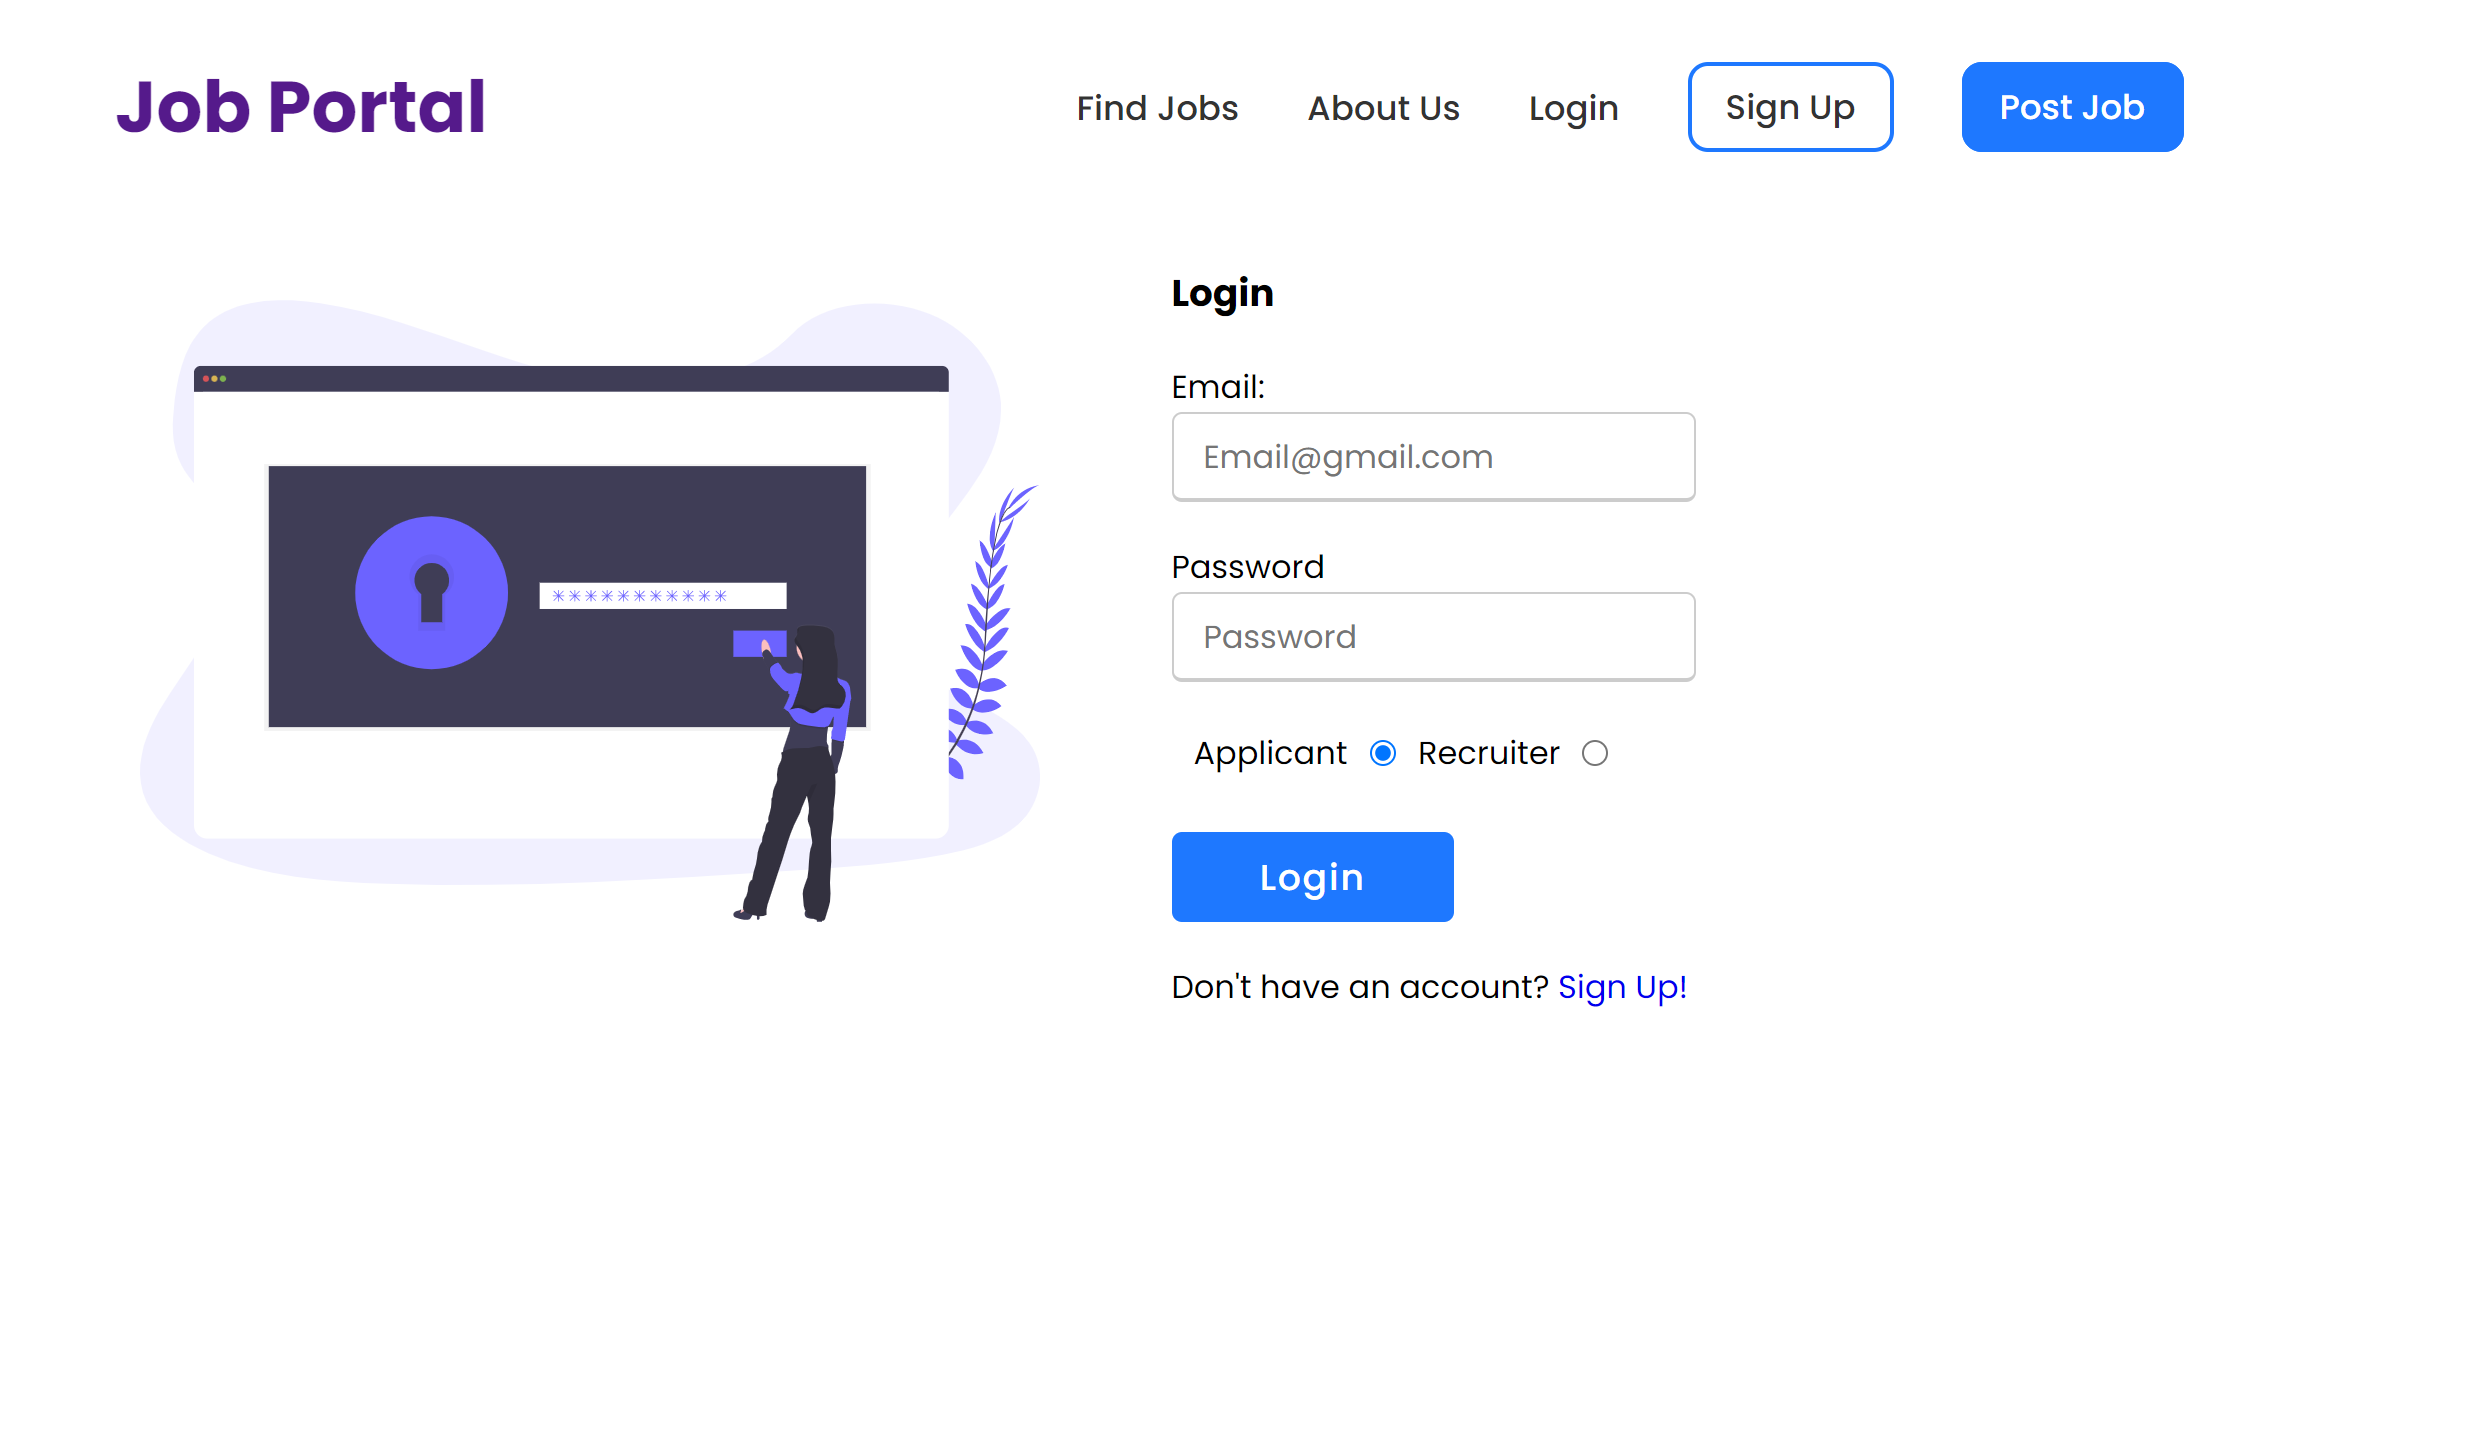 Job Portal
Find Jobs
About Us
Login
Sign Up
Post Job
Login
Email:
Email@gmail.com
Password
Password
Applicant Recruiter
Login
Don't have an account? Sign Up!